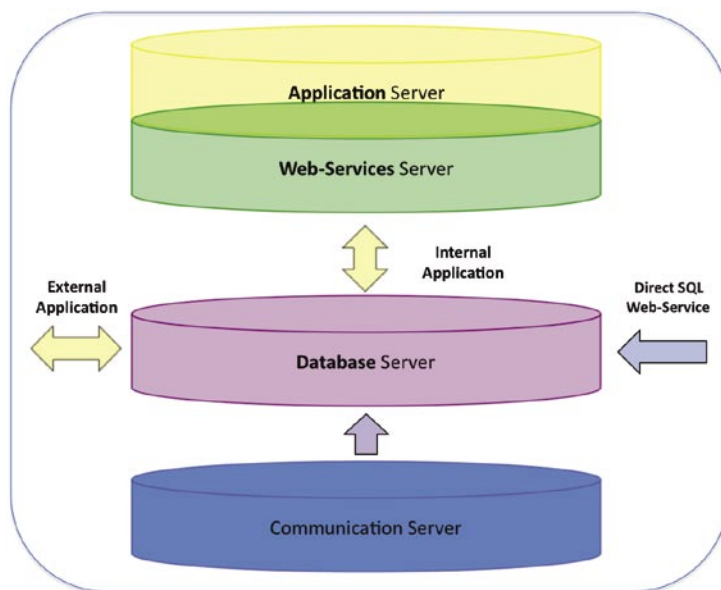 Application Server
Web-Services Server
Internal
Application
External
Application
Direct SQL
Web-Service
Database Server
Communication Server